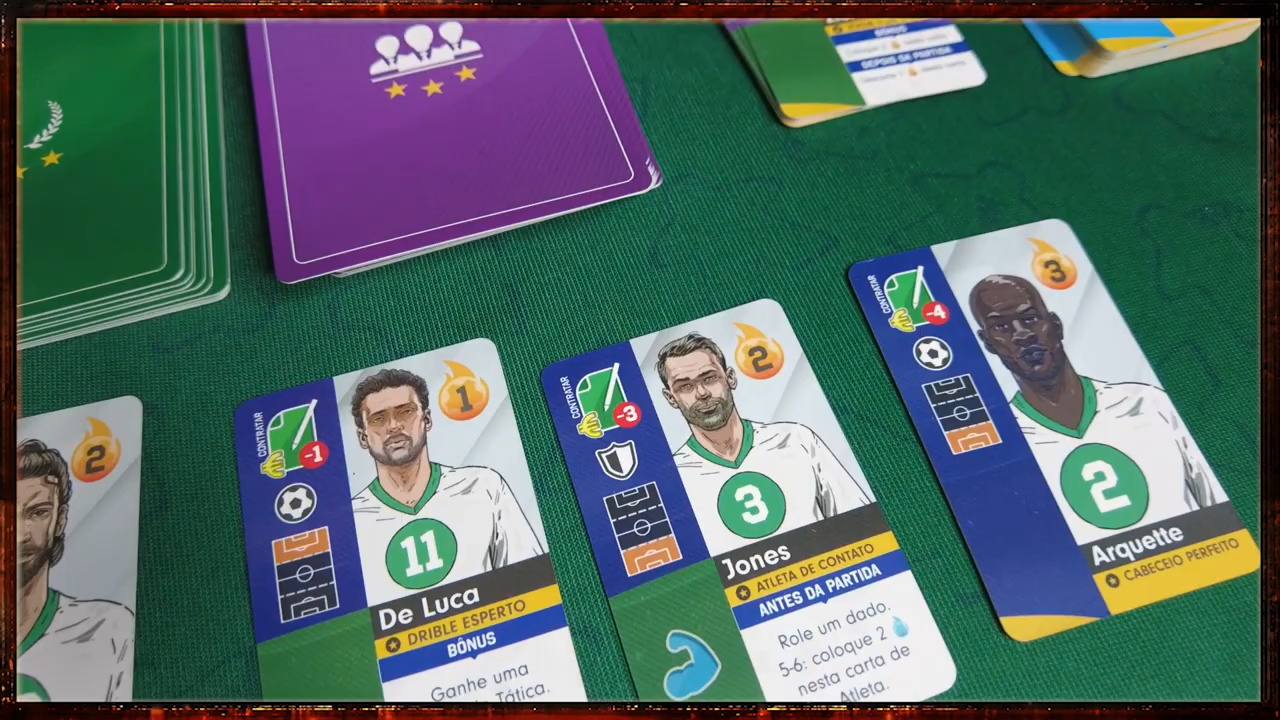 BÔNUS
DEPOIS DA PARTIDA
2
CONTRATAR
-1
1
11
De Luca
DRIBLE ESPERTO
BÔNUS
Ganhe uma
Tática.
CONTRATAR
-3
2
3
Jones
ATLETA DE CONTATO
ANTES DA PARTIDA
Role um dado.
5-6: coloque 2
nesta carta de
Atleta.
CONTRATAR
-4
3
2
Arquette
CABECEIO PERFEITO